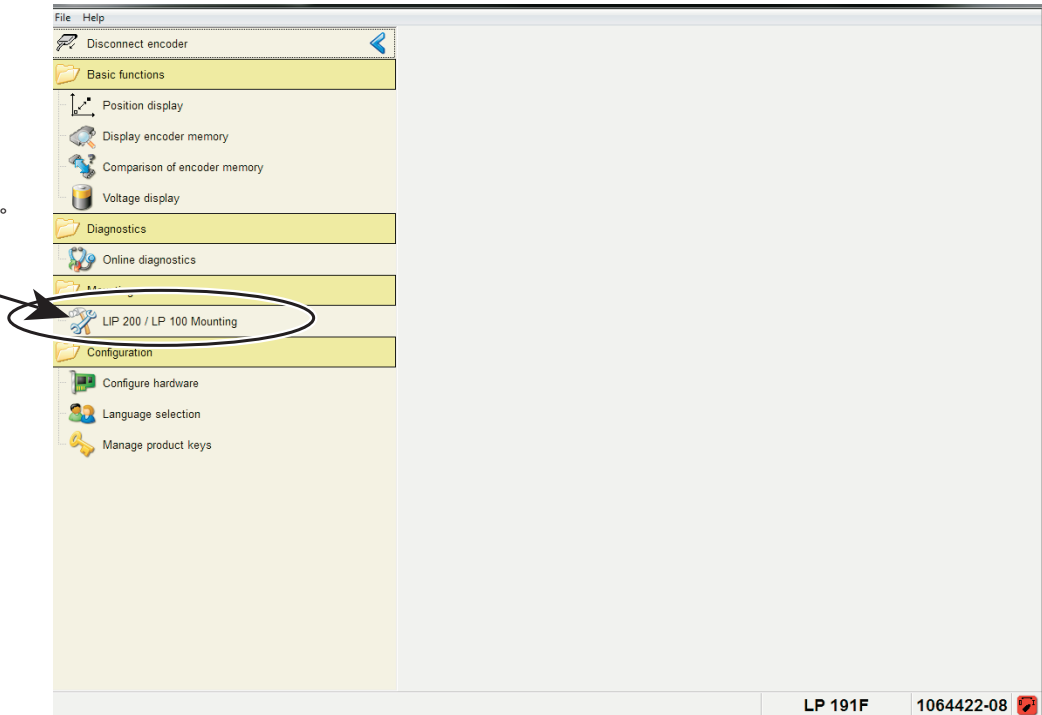 File Help
Disconnect encoder
Basic functions
Position display
Display encoder memory
Comparison of encoder memory
Voltage display
。
Diagnostics
Online diagnostics
Mounting
LIP 200 / LP 100 Mounting
Configuration
Configure hardware
Language selection
Manage product keys
LP 191F 1064422-08